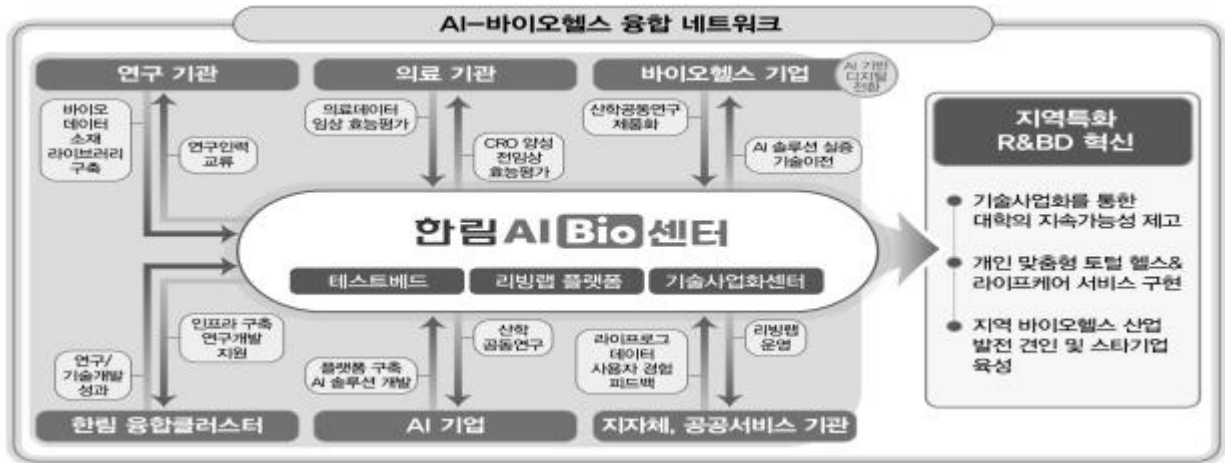 AI-바이오헬스 융합 네트워크
연구 기관
의료 기관
바이오헬스 기업
AI 기반
디지털
전환
바이오
데이터
소재
라이브러리
구축
연구인력
교류
의료데이터
임상 효능평가
CRO 양성
전임상
효능평가
산학공동연구
제품화
AI 솔루션 실증
기술이전
한림 AI Bio 센터
테스트베드
리빙랩 플랫폼
기술사업화센터
연구/
기술개발
성과
인프라 구축
연구개발
지원
플랫폼 구축
AI 솔루션 개발
산학
공동연구
라이프로그
데이터
사용자 경험
피드백
리빙랩
운영
한림 융합클러스터
AI 기업
지자체, 공공서비스 기관
지역특화
R&BD 혁신
기술사업화를 통한
대학의 지속가능성 제고
개인 맞춤형 토털 헬스&
라이프케어 서비스 구현
지역 바이오헬스 산업
발전 견인 및 스타기업
육성